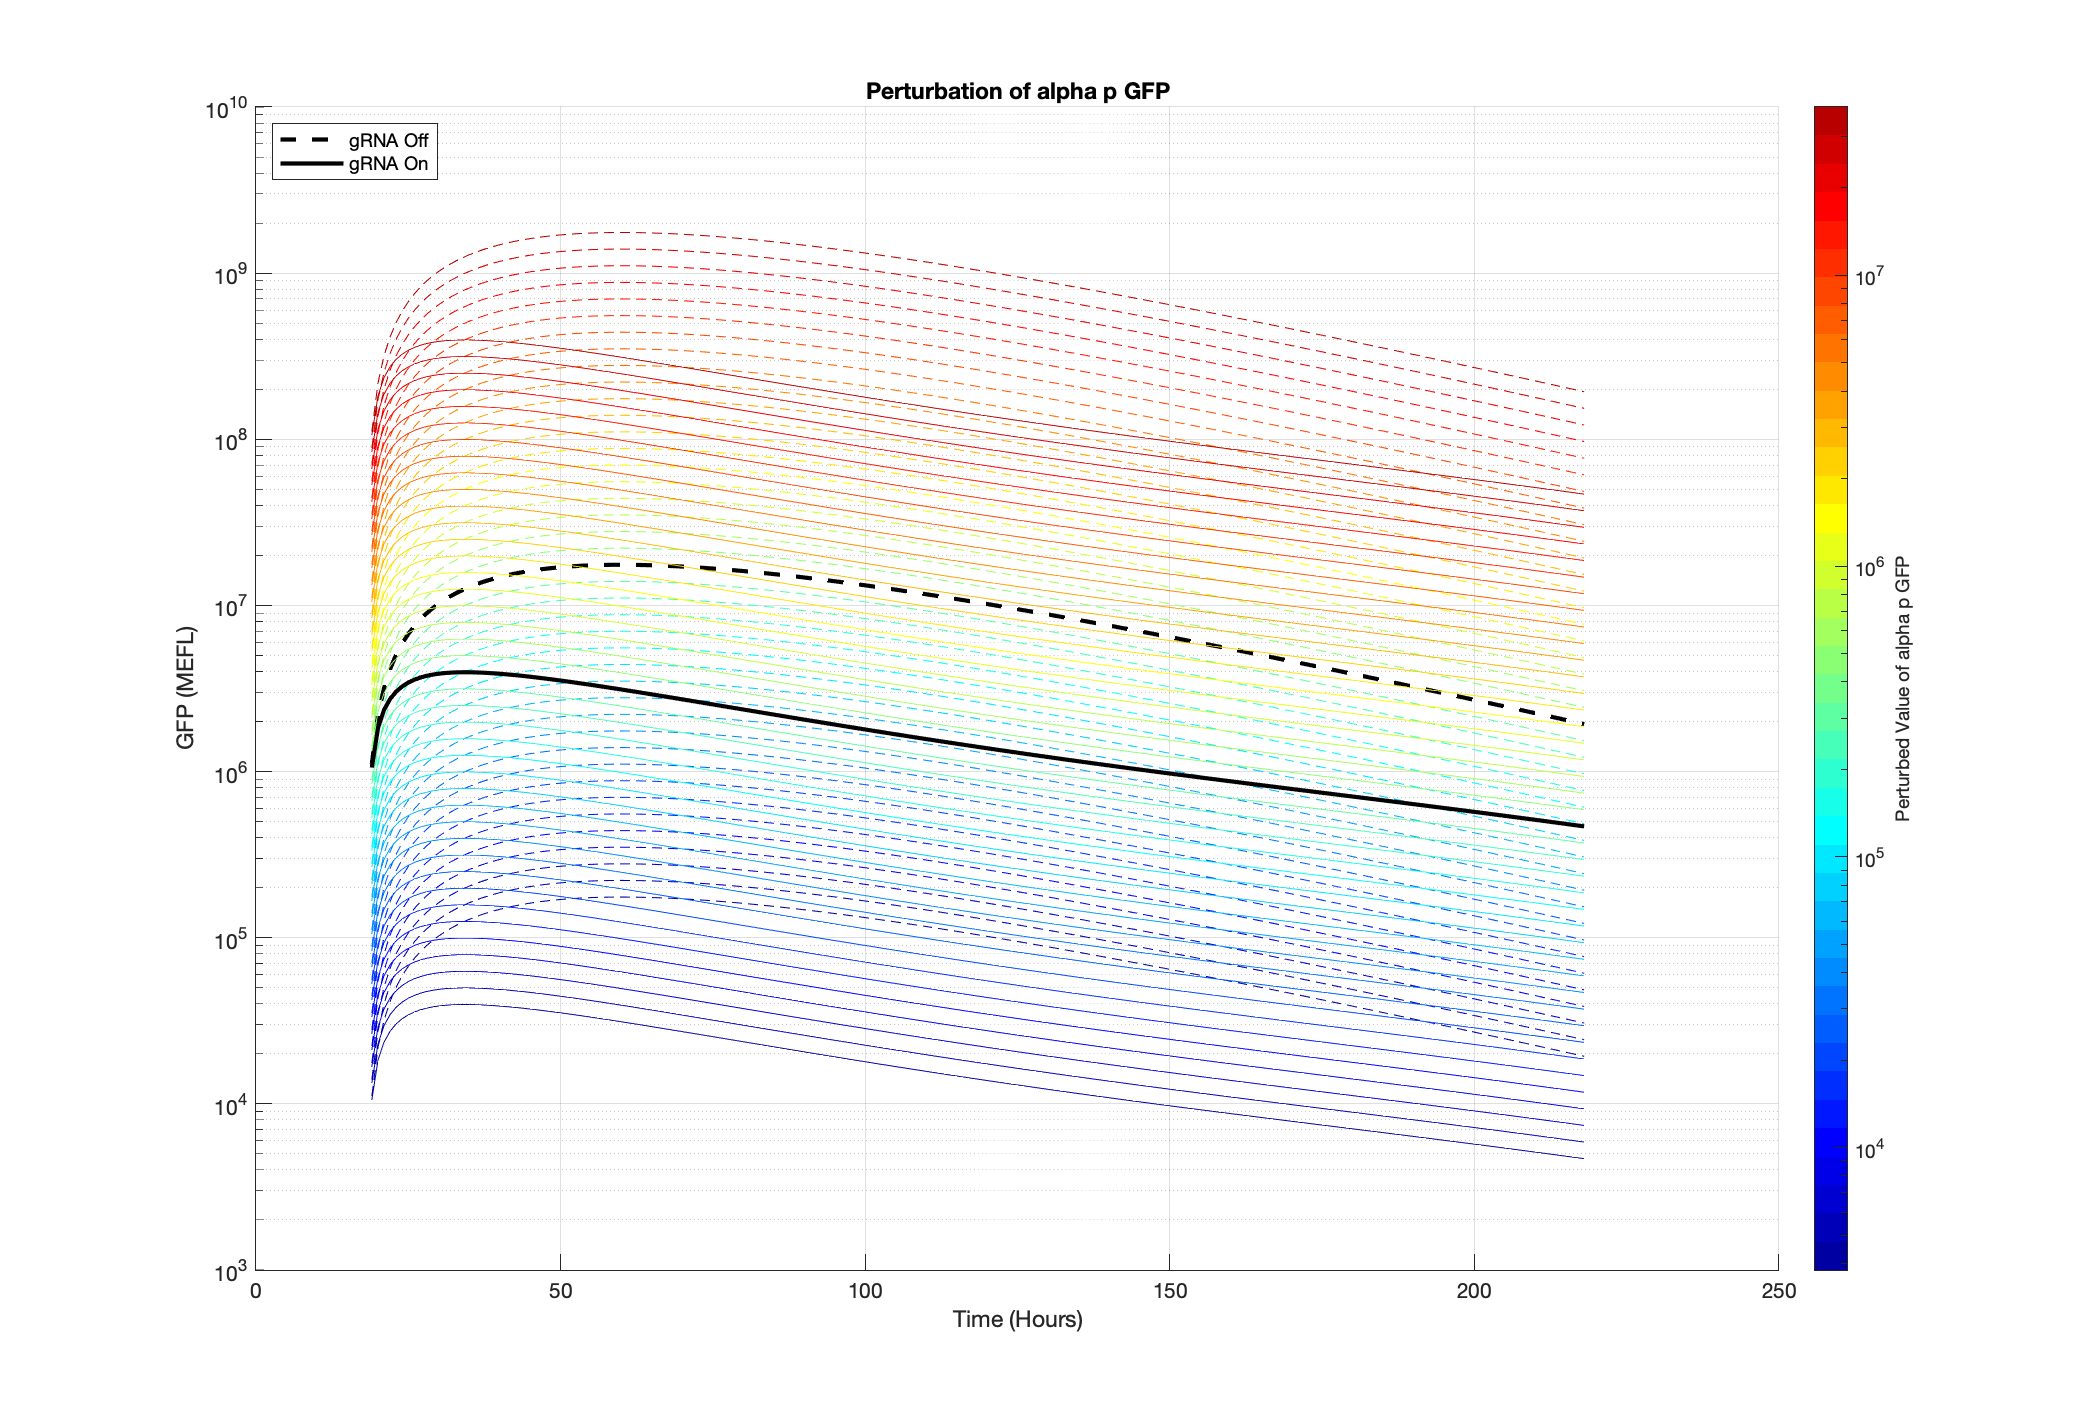 Perturbation of alpha p GFP
10^10
10^9
10^8
10^7
10^6
10^5
10^4
10^3
GFP (MEFL)
gRNA Off
gRNA On
0 50 100 150 200 250
Time (Hours)
10^7
10^6
10^5
10^4
Perturbed Value of alpha p GFP